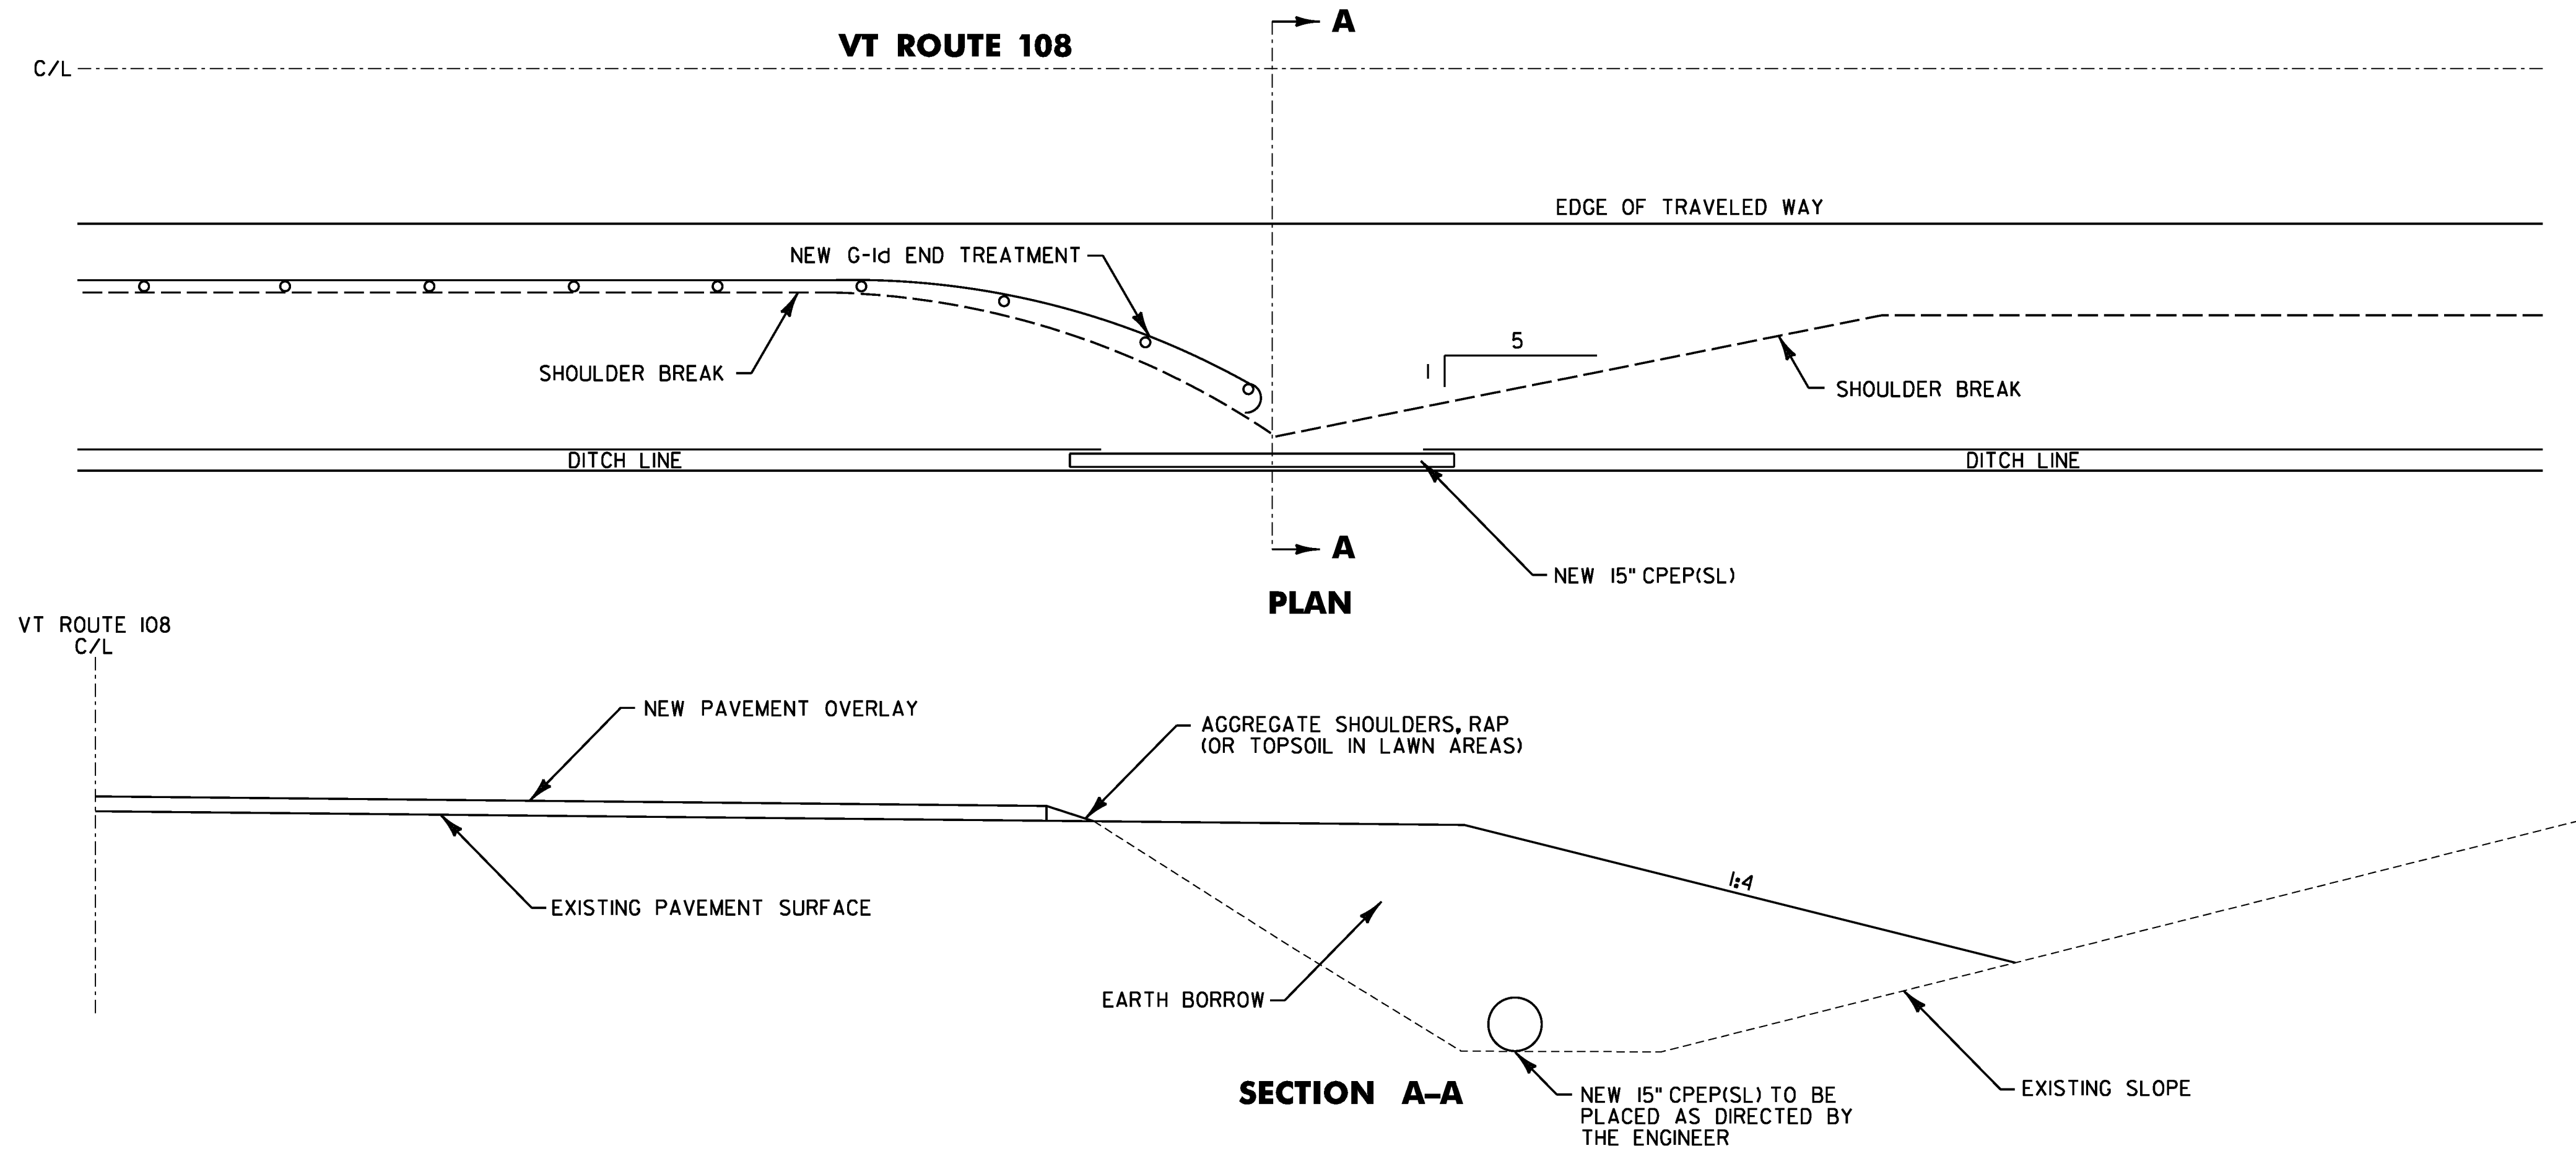 A
VT ROUTE 108
C/L
EDGE OF TRAVELED WAY
NEW G-1d END TREATMENT
5
1
SHOULDER BREAK
SHOULDER BREAK
DITCH LINE
DITCH LINE
A
NEW 15" CPEP(SL)
PLAN
VT ROUTE 108
C/L
NEW PAVEMENT OVERLAY
AGGREGATE SHOULDERS, RAP
(OR TOPSOIL IN LAWN AREAS)
1:4
EXISTING PAVEMENT SURFACE
EARTH BORROW
SECTION A–A
EXISTING SLOPE
NEW 15" CPEP(SL) TO BE
PLACED AS DIRECTED BY
THE ENGINEER